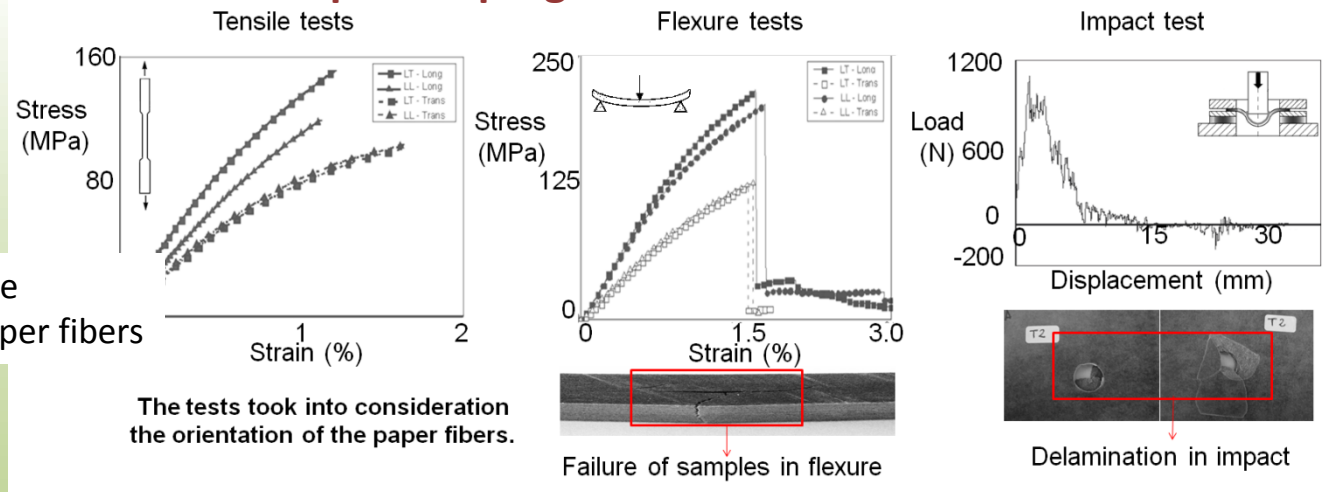 Tensile tests
Flexure tests
Impact test
160
Stress
(MPa)
80
LT - Long
LL - Long
LT - Trans
LL - Trans
1
2
Strain (%)
e
per fibers
The tests took into consideration
the orientation of the paper fibers.
250
Stress
(MPa)
125
0
LT - Long
LL - Long
LT - Trans
LL - Trans
0
1.5
3.0
Strain (%)
Failure of samples in flexure
1200
Load
(N)
600
0
-200
0
15
30
Displacement (mm)
T2
T2
Delamination in impact